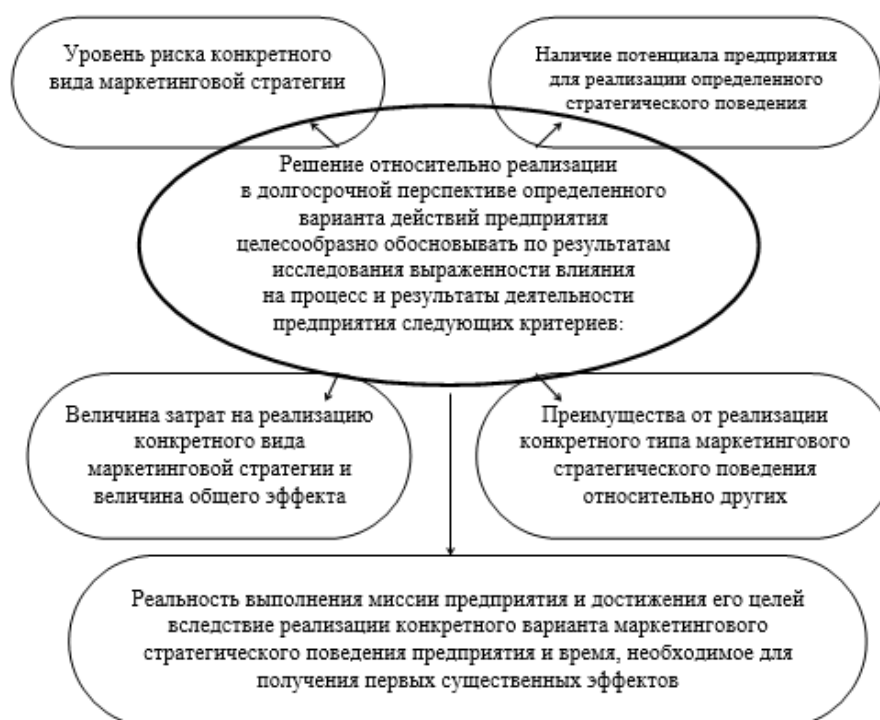 Уровень риска конкретного
вида маркетинговой стратегии
Наличие потенциала предприятия
для реализации определенного
стратегического поведения
Решение относительно реализации
в долгосрочной перспективе определенного
варианта действий предприятия
целесообразно обосновывать по результатам
исследования выраженности влияния
на процесс и результаты деятельности
предприятия следующих критериев:
Величина затрат на реализацию
конкретного вида
маркетинговой стратегии и
величина общего эффекта
Преимущества от реализации
конкретного типа маркетингового
стратегического поведения
относительно других
Реальность выполнения миссии предприятия и достижения его целей
вследствие реализации конкретного варианта маркетингового
стратегического поведения предприятия и время, необходимое для
получения первых существенных эффектов